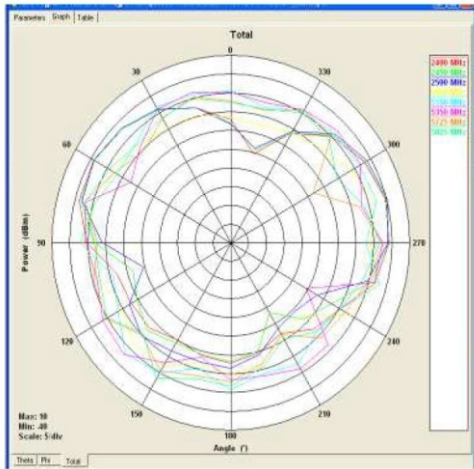 Parameters Graph Table
Total
0
30
330
60
300
90
270
120
240
150
210
180
Power (dBm)
Angle (°)
2400 MHz
2450 MHz
2500 MHz
5350 MHz
5725 MHz
5825 MHz
Max: 10
Min: -40
Scale: 5/div
Theta Phi Total